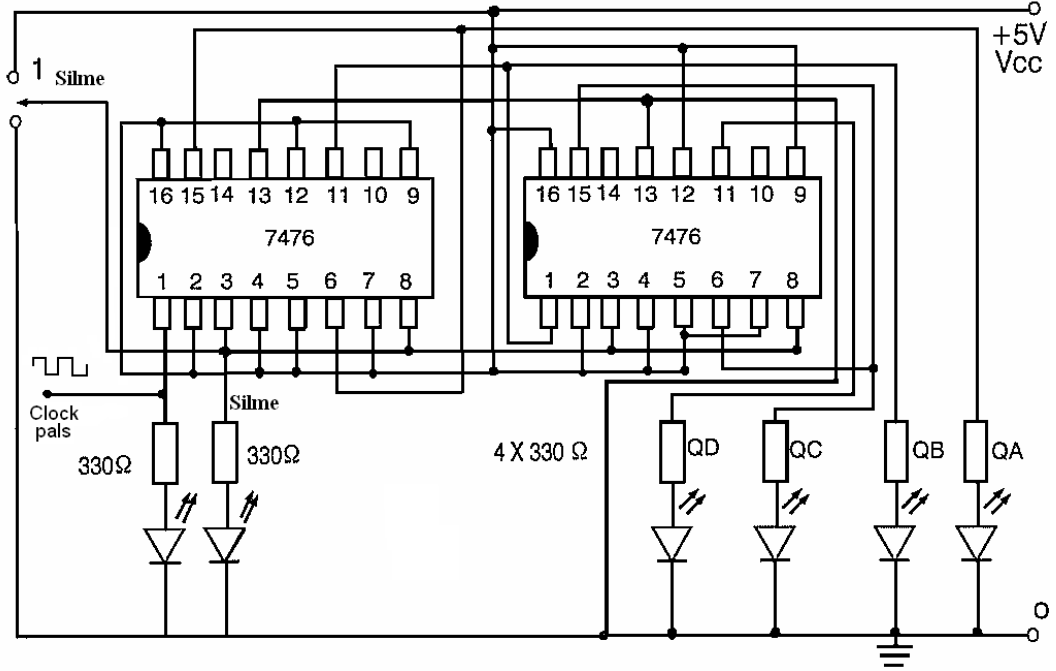 +5V
Vcc
1 Silme
16 15 14 13 12 11 10 9
16 15 14 13 12 11 10 9
7476
7476
1 2 3 4 5 6 7 8
1 2 3 4 5 6 7 8
Clock
pals
Silme
330Ω
330Ω
4 X 330 Ω
QD
QC
QB
QA
0